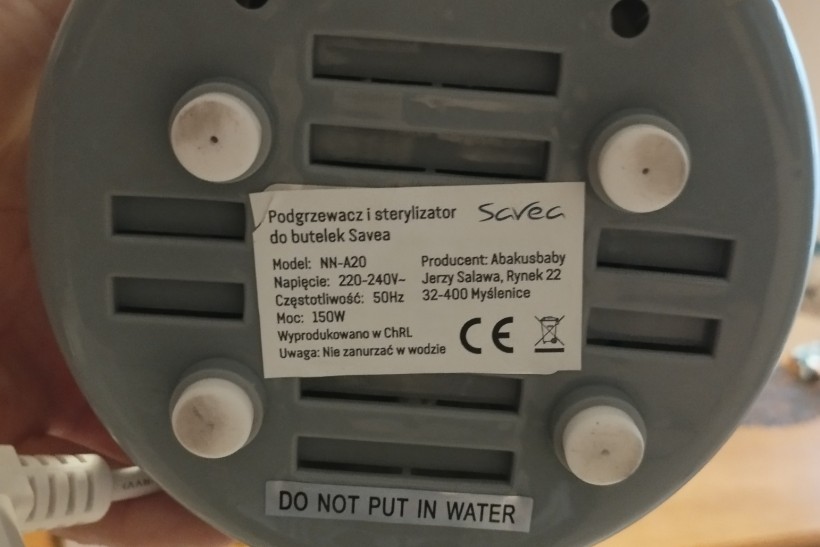 Podgrzewacz i sterylizator
do butelek Savea
savea
Model: NN-A20
Napięcie: 220-240V~
Częstotliwość: 50Hz
Moc: 150W
Wyprodukowano w ChRL
Uwaga: Nie zanurzać w wodzie
Producent: Abakusbaby
Jerzy Salawa, Rynek 22
32-400 Myślenice
CE
DO NOT PUT IN WATER